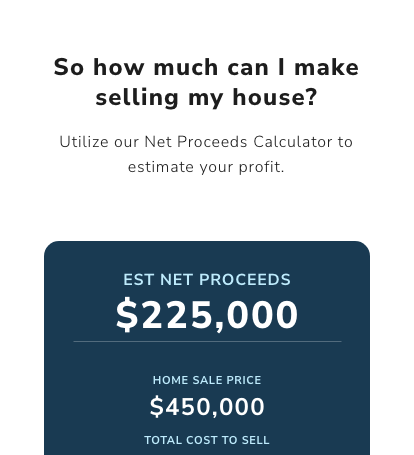 So how much can I make
selling my house?
Utilize our Net Proceeds Calculator to
estimate your profit.
EST NET PROCEEDS
$225,000
HOME SALE PRICE
$450,000
TOTAL COST TO SELL